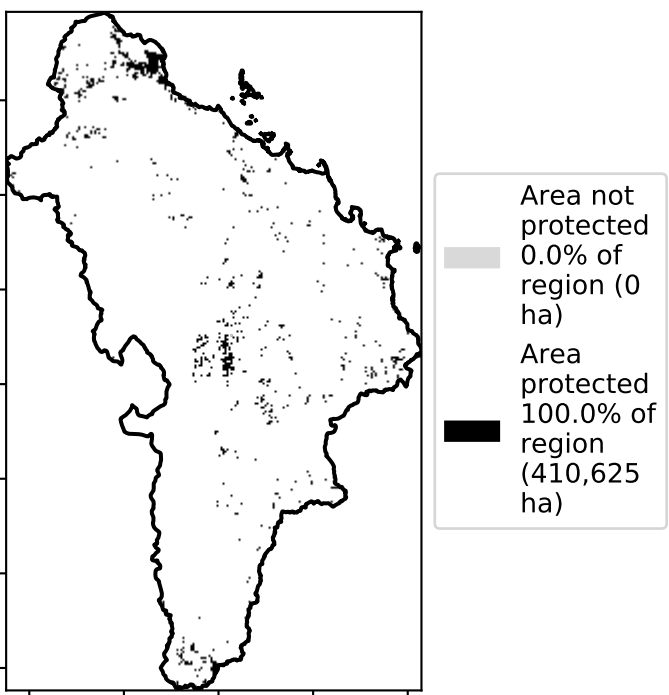 Area not
protected
0.0% of
region (0
ha)
Area
protected
100.0% of
region
(410,625
ha)